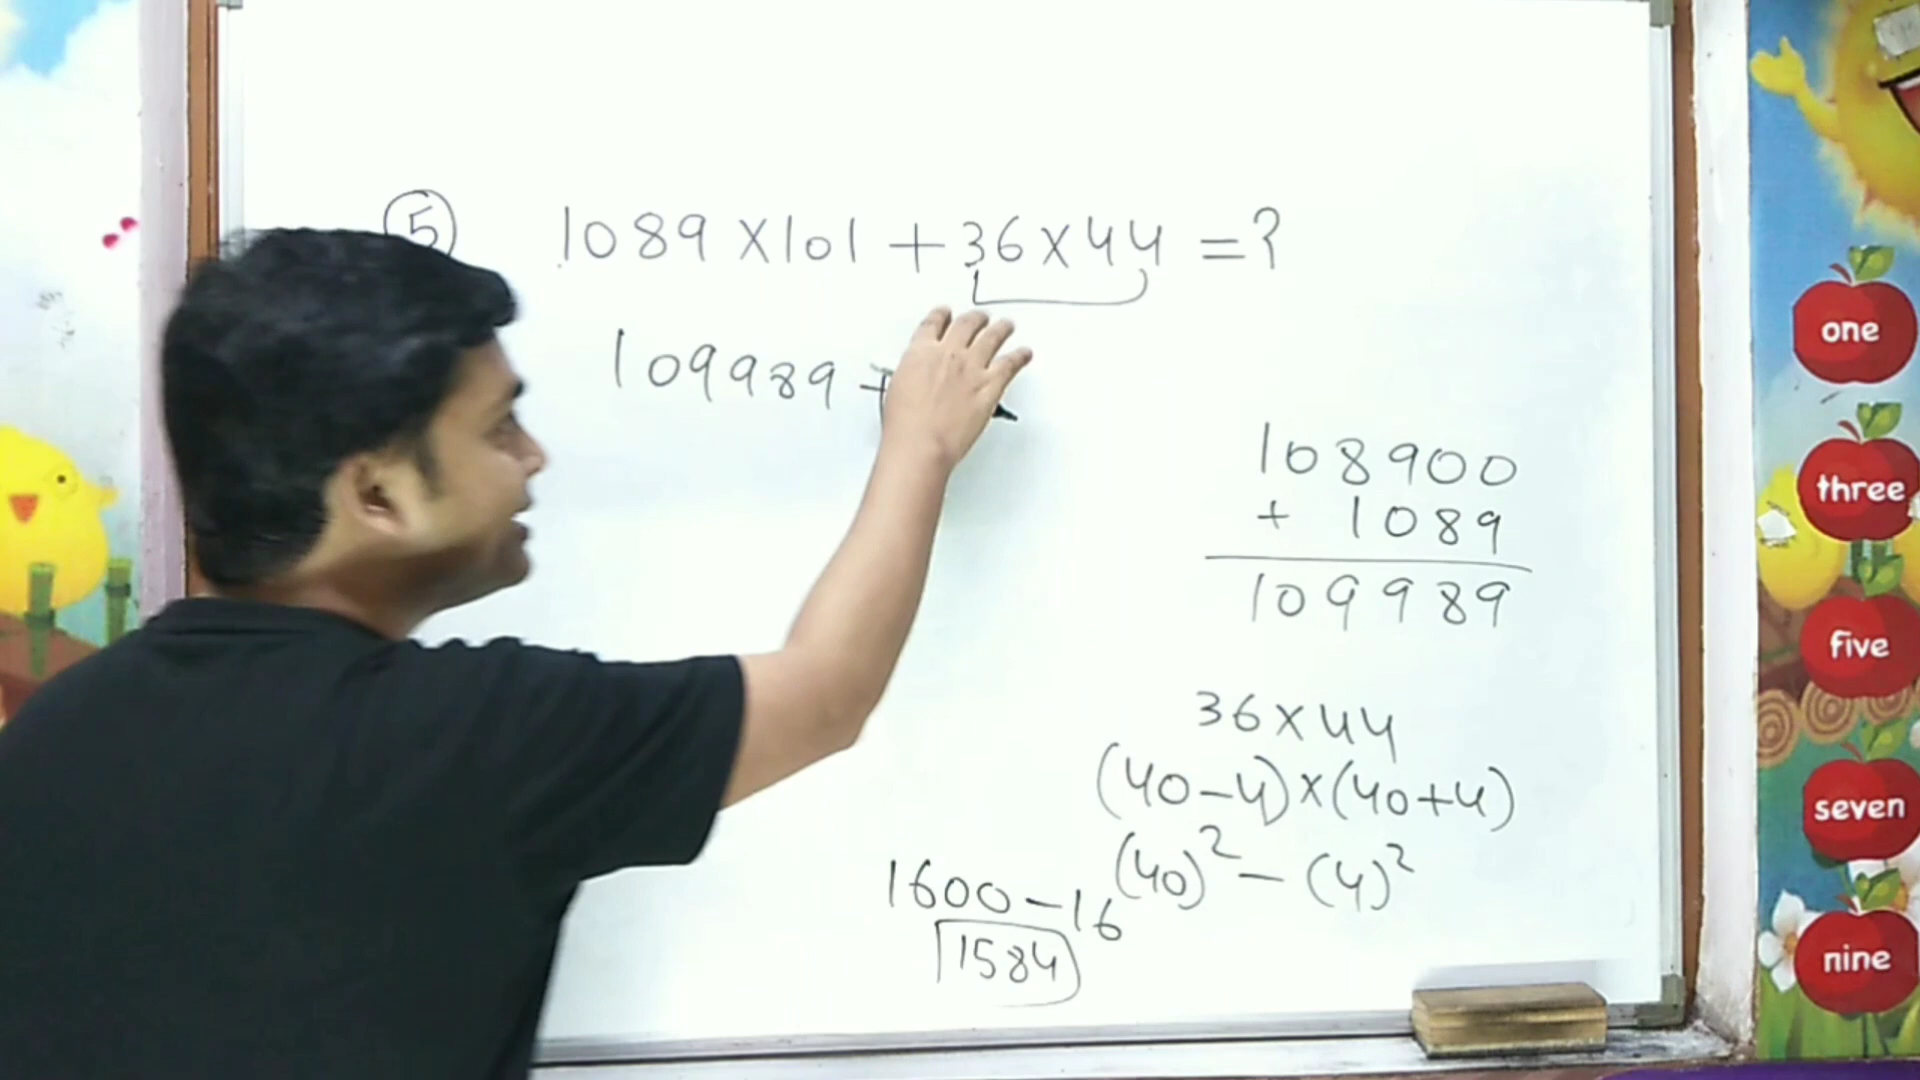 5 1089 X 101 + 36 X 44 = ?
109989 +
108900
+ 1089
109989
36 X 44
(40-4) X (40+4)
(40)² - (4)²
1600-16
1584
one
three
five
seven
nine